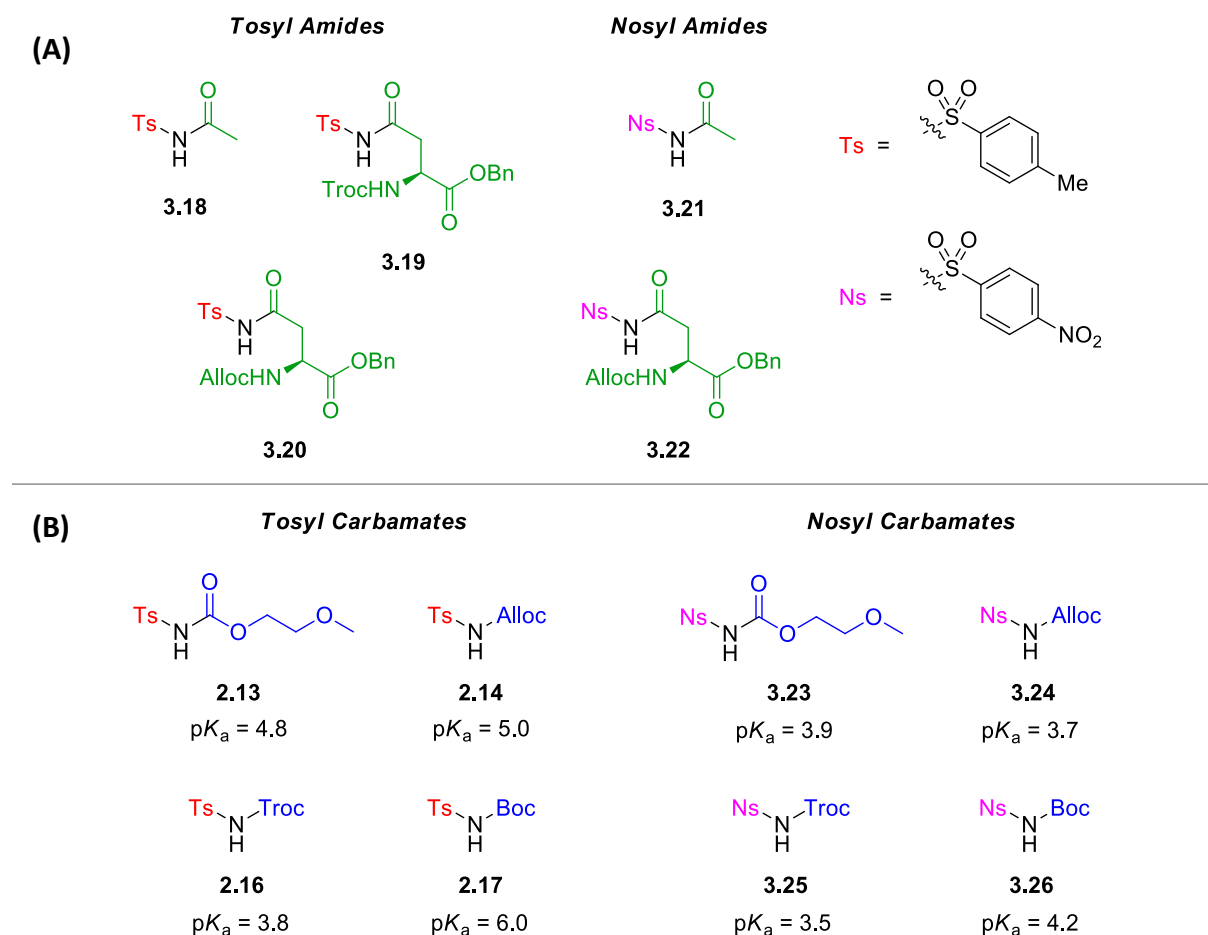 (A)
Tosyl Amides
Nosyl Amides
O
Ts
N
H
3.18
O
Ts
N
H
TrocHN
OBn
O
3.19
O
Ns
N
H
3.21
Ts =
O O
S
Me
O
Ts
N
H
AllocHN
OBn
O
3.20
O
Ns
N
H
AllocHN
OBn
O
3.22
Ns =
O O
S
NO2
(B)
Tosyl Carbamates
Nosyl Carbamates
O
Ts
N
H
O
O
2.13
pKa = 4.8
Ts
N
H
Alloc
2.14
pKa = 5.0
O
Ns
N
H
O
O
3.23
pKa = 3.9
Ns
N
H
Alloc
3.24
pKa = 3.7
Ts
N
H
Troc
2.16
pKa = 3.8
Ts
N
H
Boc
2.17
pKa = 6.0
Ns
N
H
Troc
3.25
pKa = 3.5
Ns
N
H
Boc
3.26
pKa = 4.2